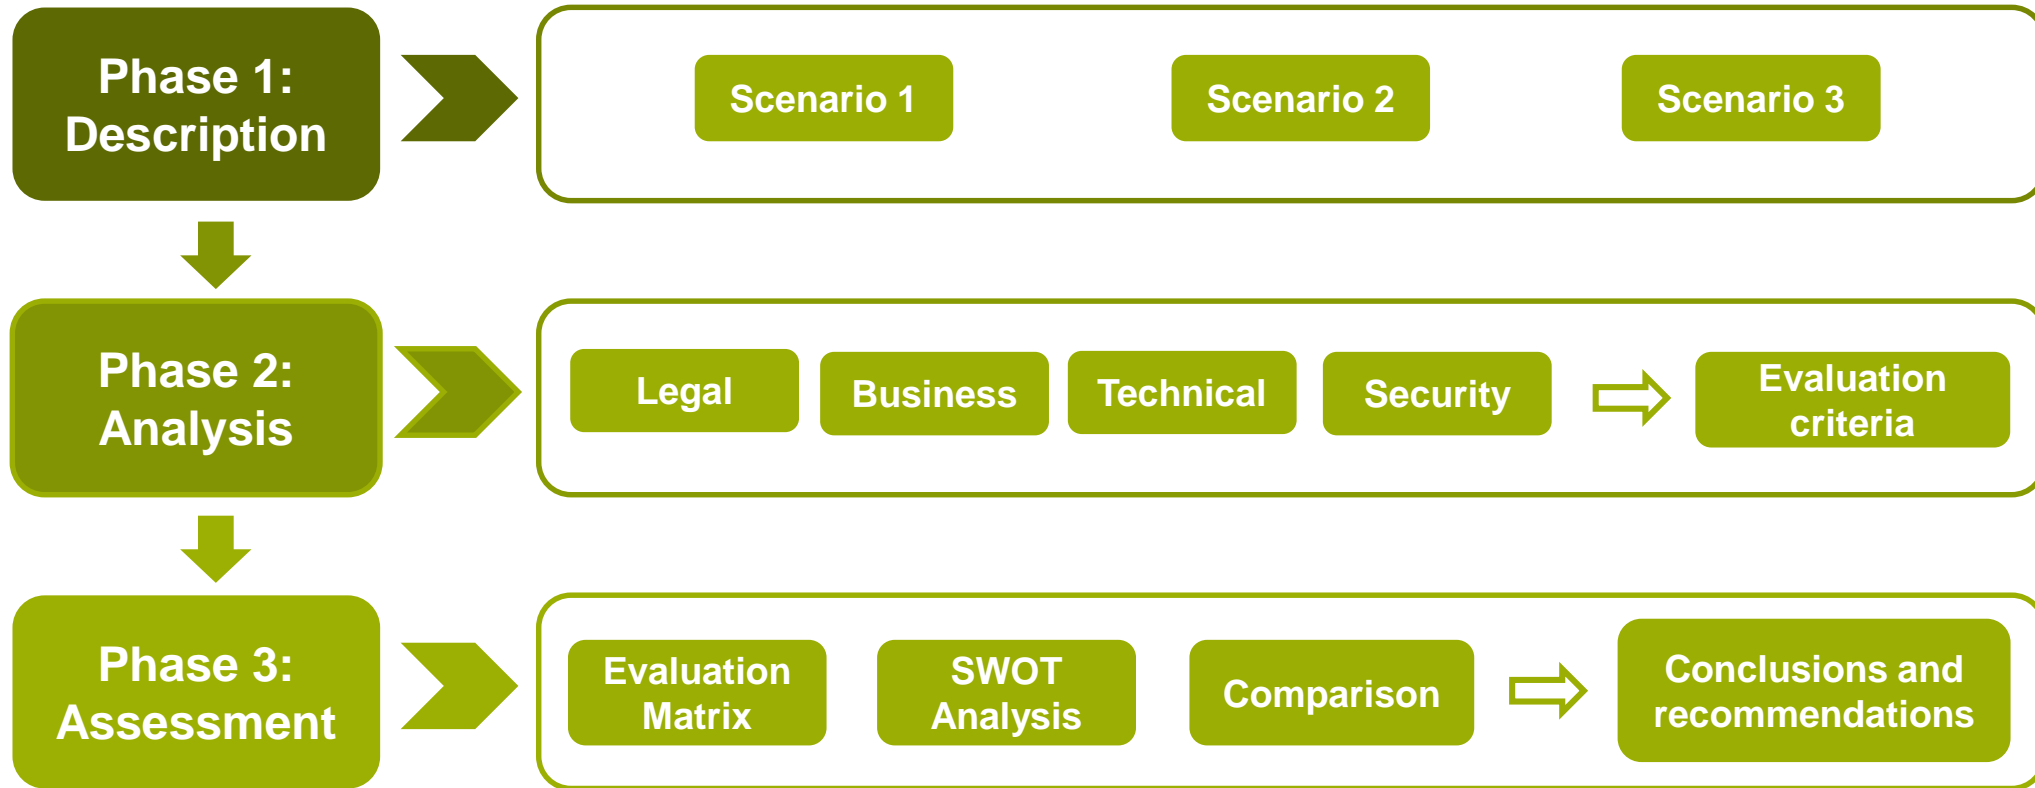 Phase 1:
Description
Scenario 1
Scenario 2
Scenario 3
Phase 2:
Analysis
Legal
Business
Technical
Security
Evaluation
criteria
Phase 3:
Assessment
Evaluation
Matrix
SWOT
Analysis
Comparison
Conclusions and
recommendations